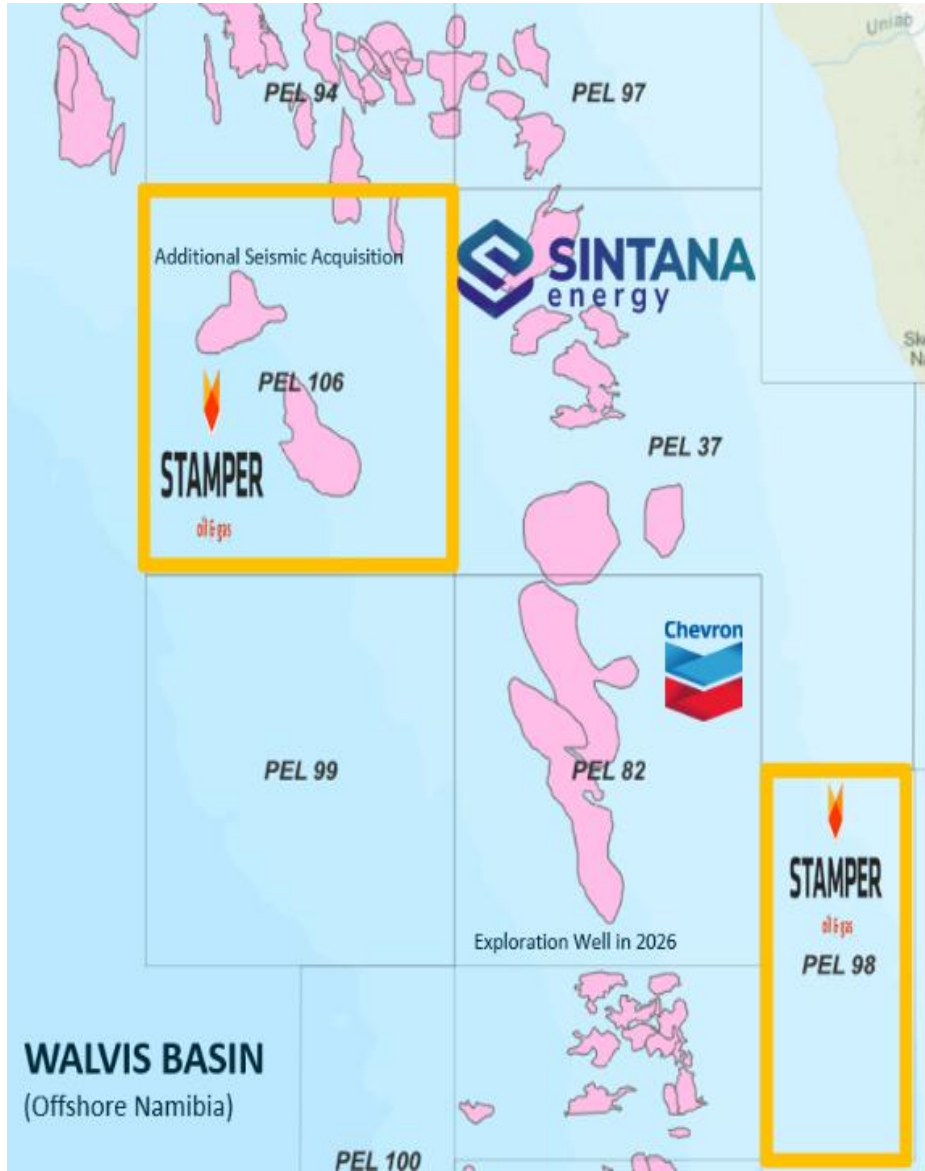 Uniab
PEL 94
PEL 97
Additional Seismic Acquisition
SINTANA
energy
PEL 106
STAMPER
oil & gas
PEL 37
Chevron
PEL 99
PEL 82
STAMPER
oil & gas
PEL 98
Exploration Well in 2026
WALVIS BASIN
(Offshore Namibia)
PEL 100